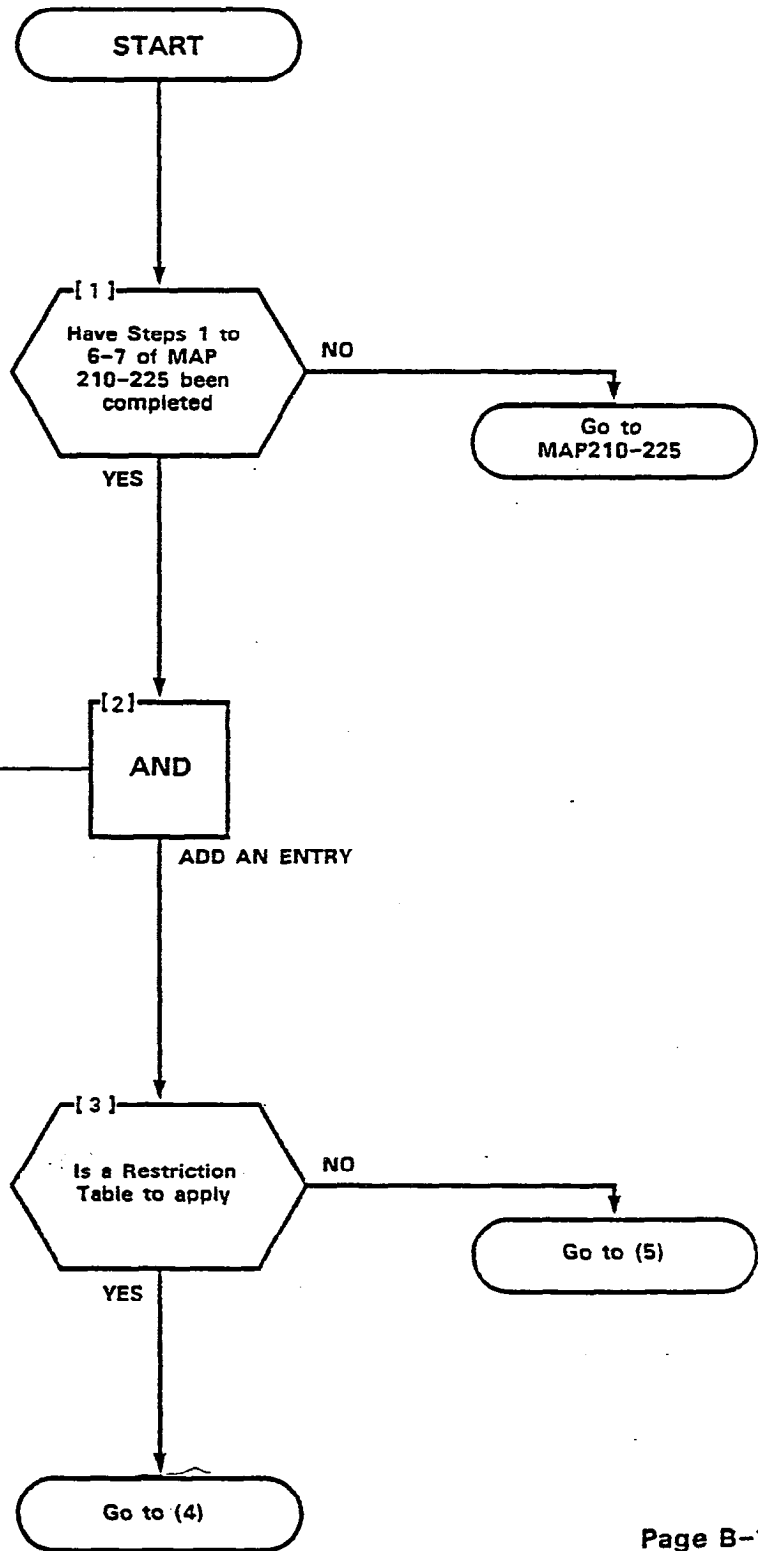 START
[1]
Have Steps 1 to
6-7 of MAP
210-225 been
completed
NO
Go to
MAP210-225
YES
[2]
AND
ADD AN ENTRY
[3]
Is a Restriction
Table to apply
NO
Go to (5)
YES
Go to (4)